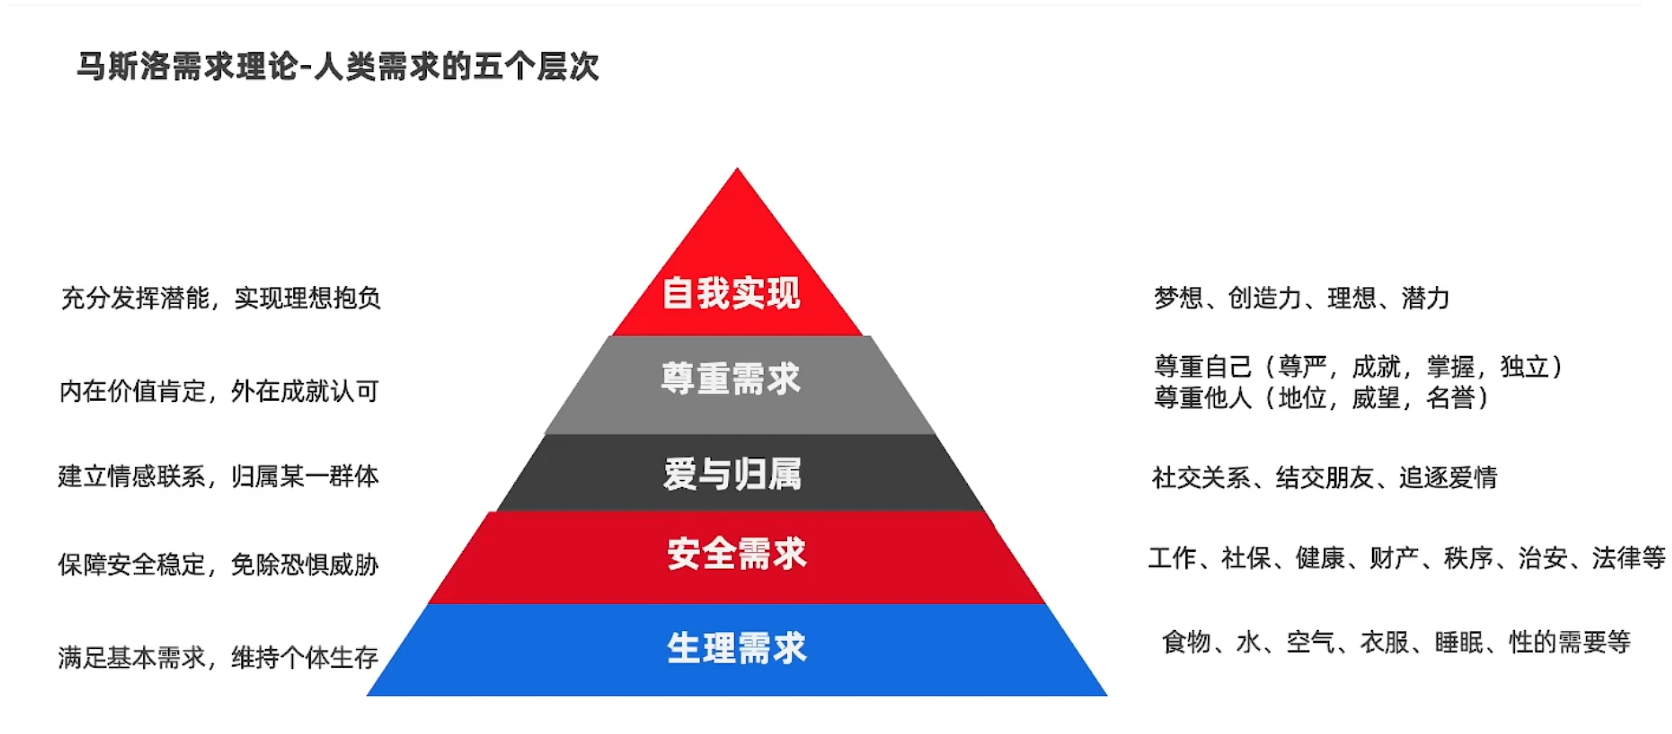 马斯洛需求理论-人类需求的五个层次
充分发挥潜能，实现理想抱负
自我实现
梦想、创造力、理想、潜力
内在价值肯定，外在成就认可
尊重需求
尊重自己（尊严，成就，掌握，独立）
尊重他人（地位，威望，名誉）
建立情感联系，归属某一群体
爱与归属
社交关系、结交朋友、追逐爱情
保障安全稳定，免除恐惧威胁
安全需求
工作、社保、健康、财产、秩序、治安、法律等
满足基本需求，维持个体生存
生理需求
食物、水、空气、衣服、睡眠、性的需要等